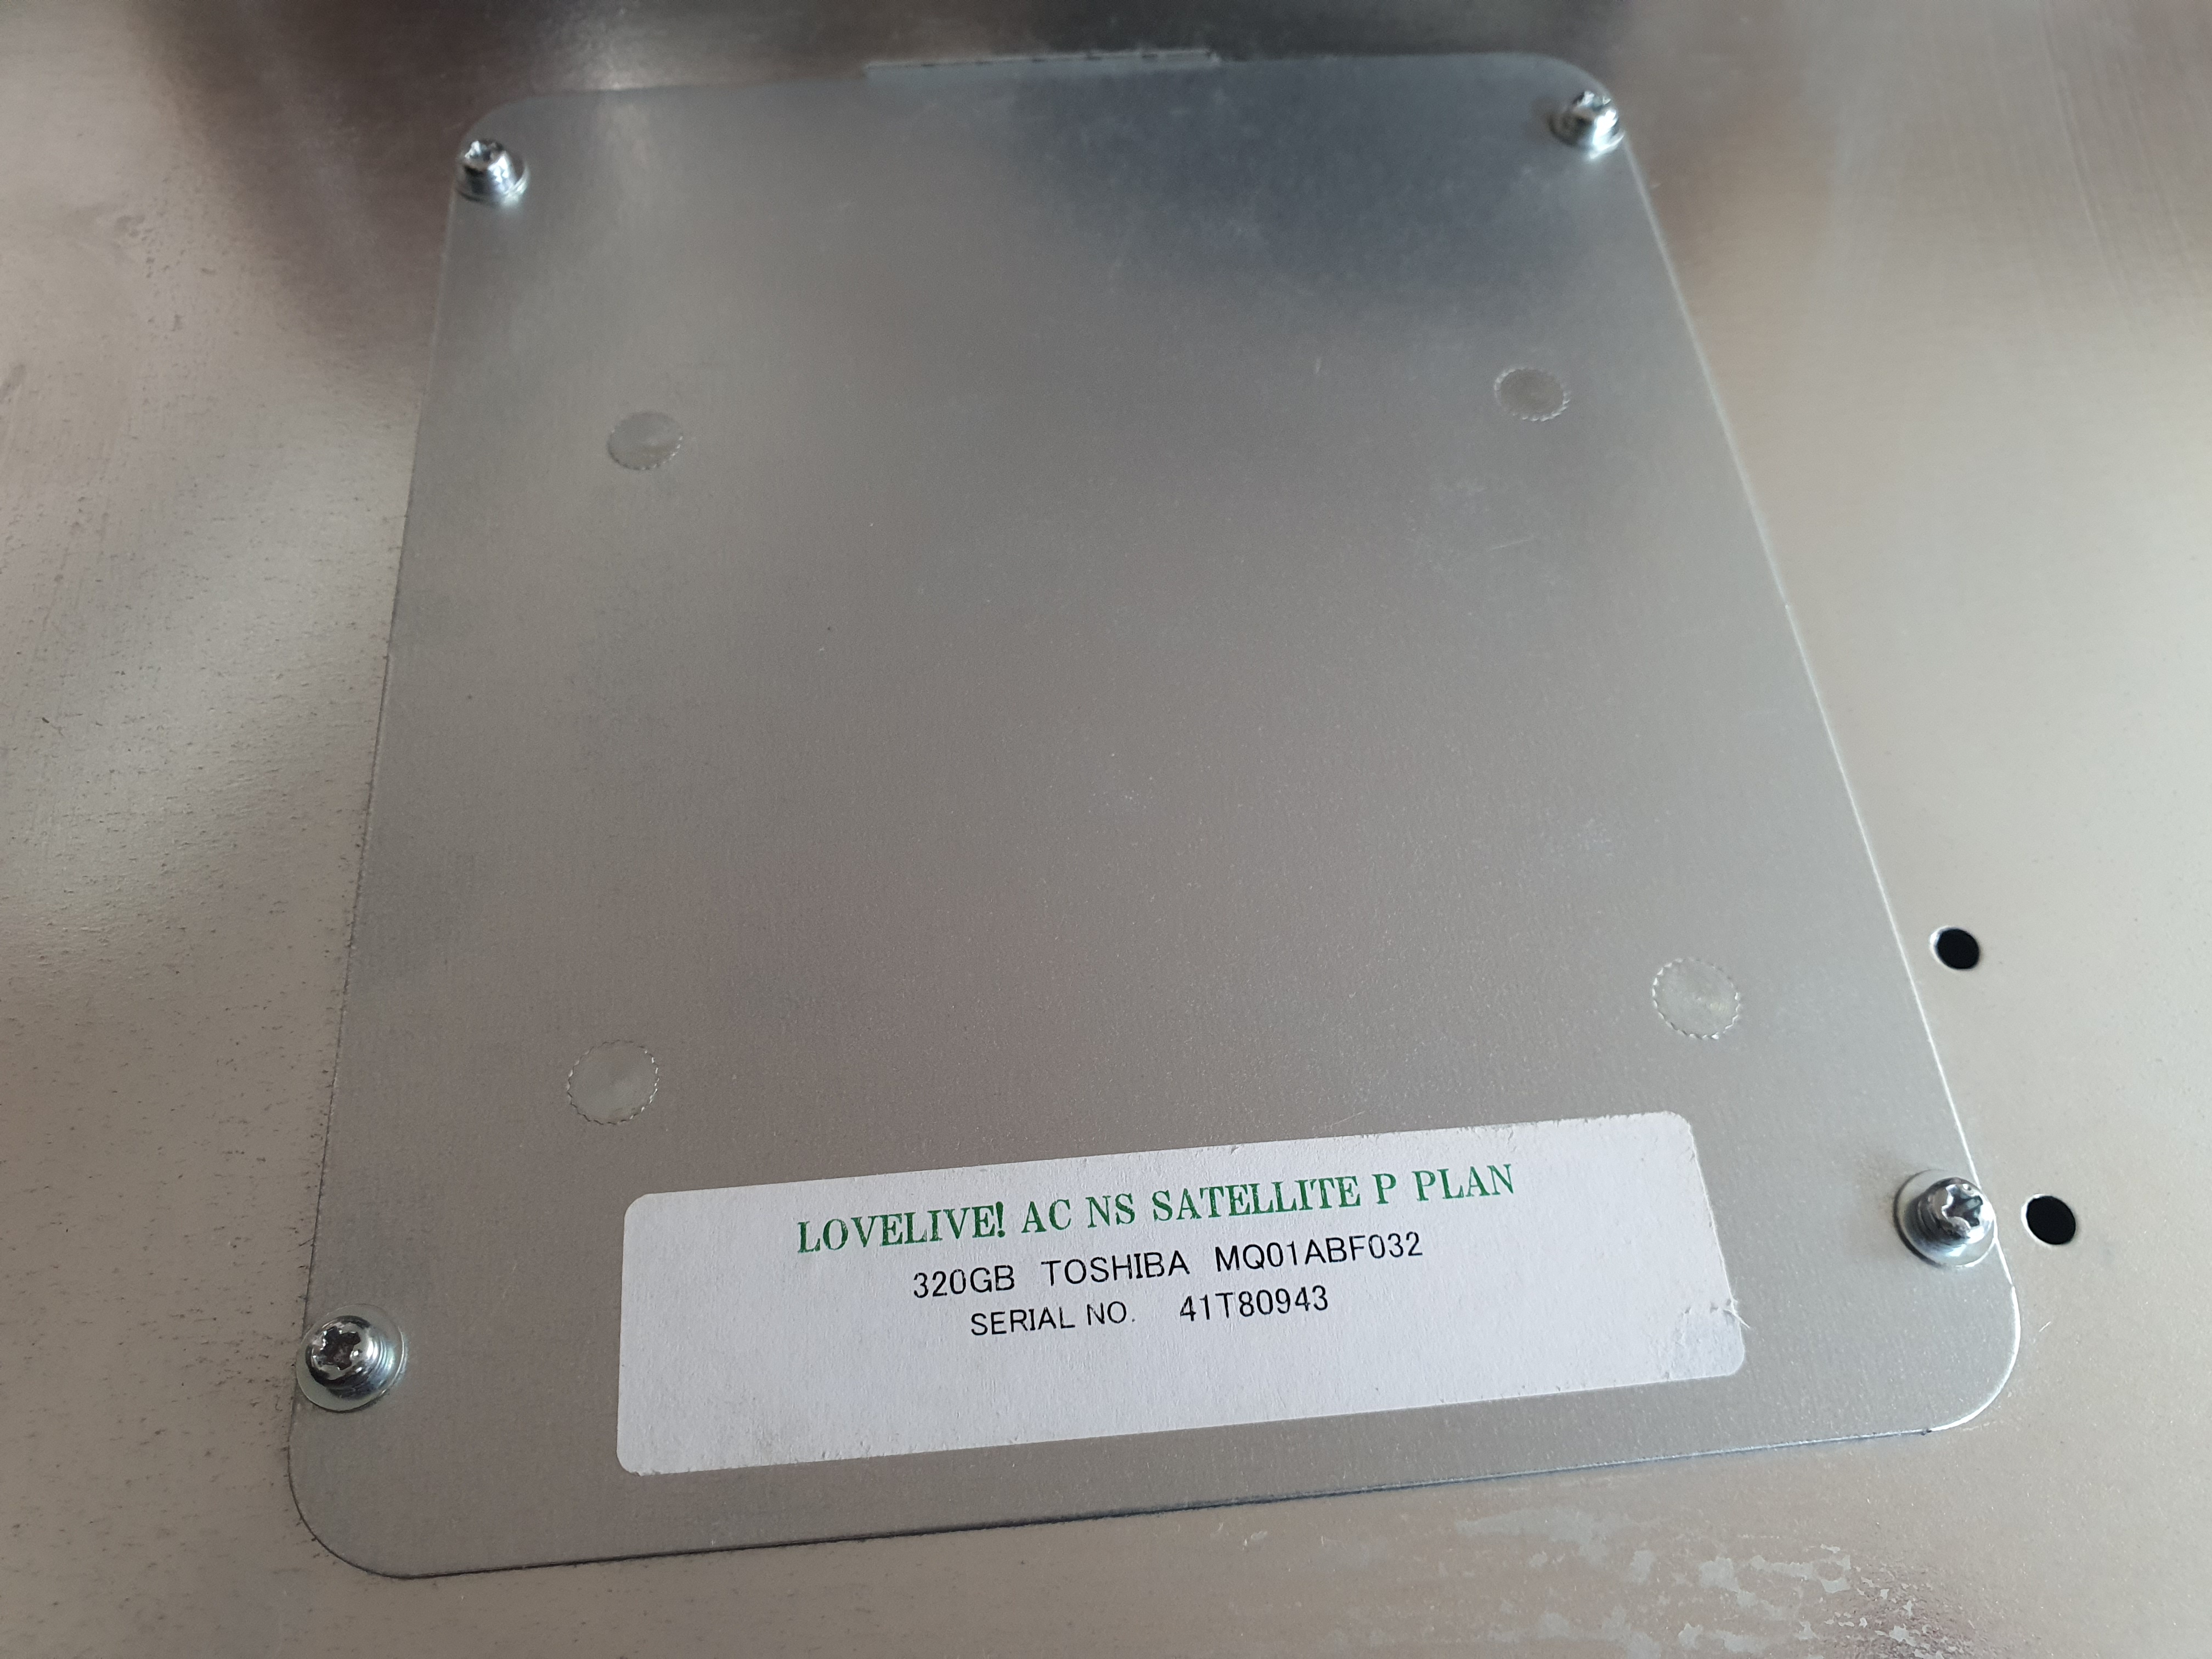 LOVELIVE! AC NS SATELLITE P PLAN
320GB TOSHIBA MQ01ABF032
SERIAL NO. 41T80943